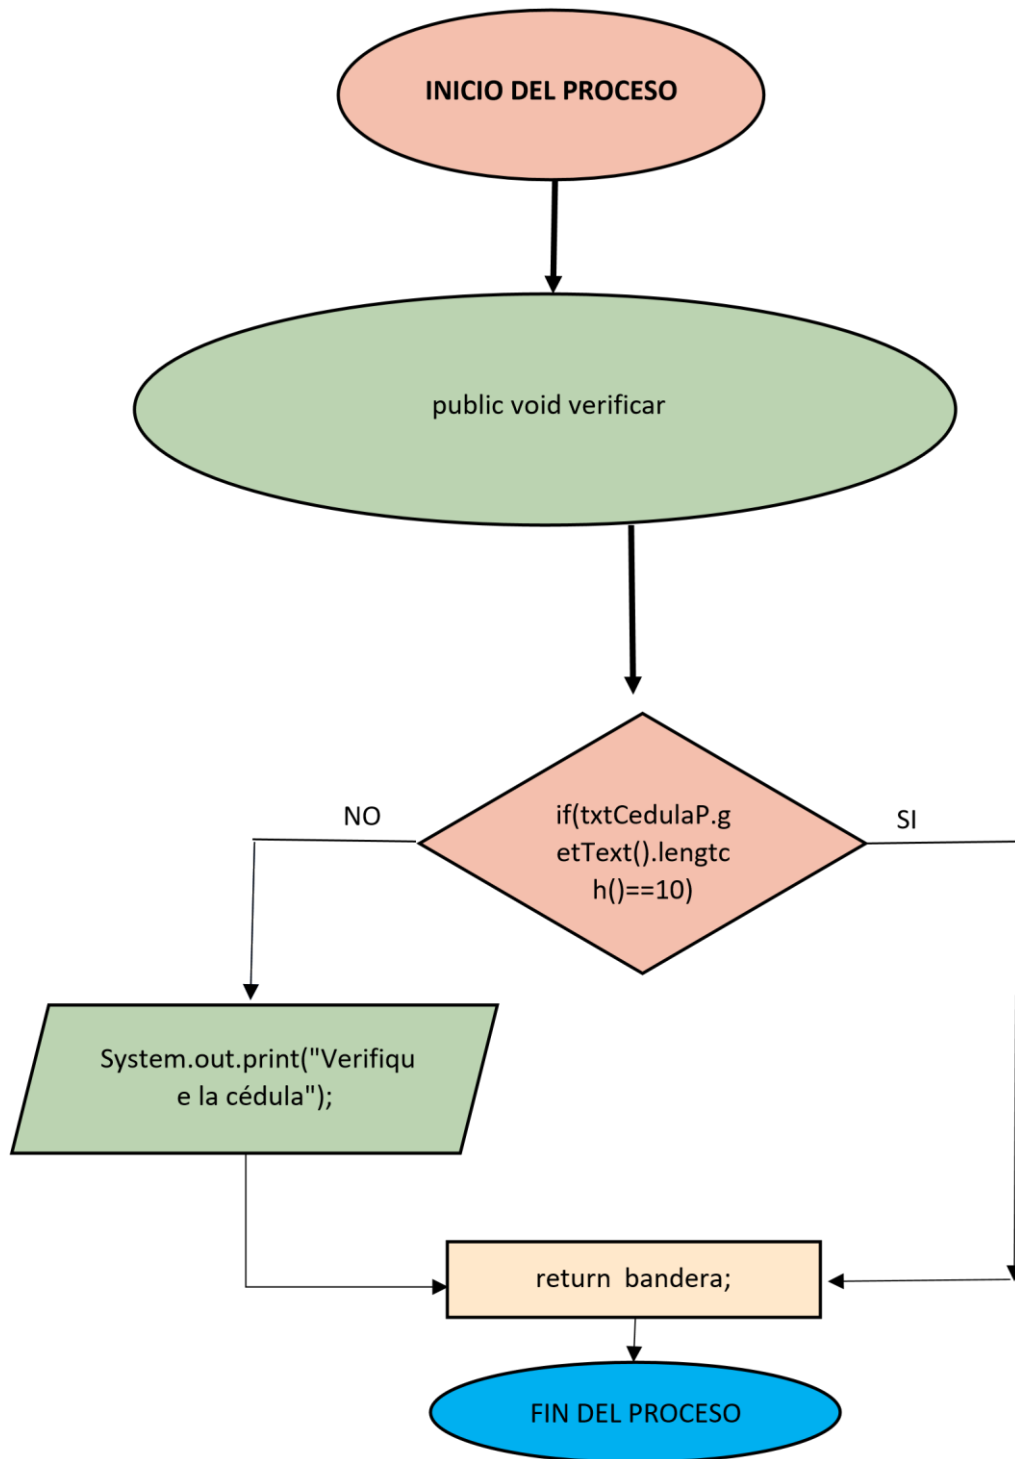 INICIO DEL PROCESO
public void verificar
NO
SI
if(txtCedulaP.g
etText().lengtc
h()==10)
System.out.print("Verifiqu
e la cédula");
return  bandera;
FIN DEL PROCESO